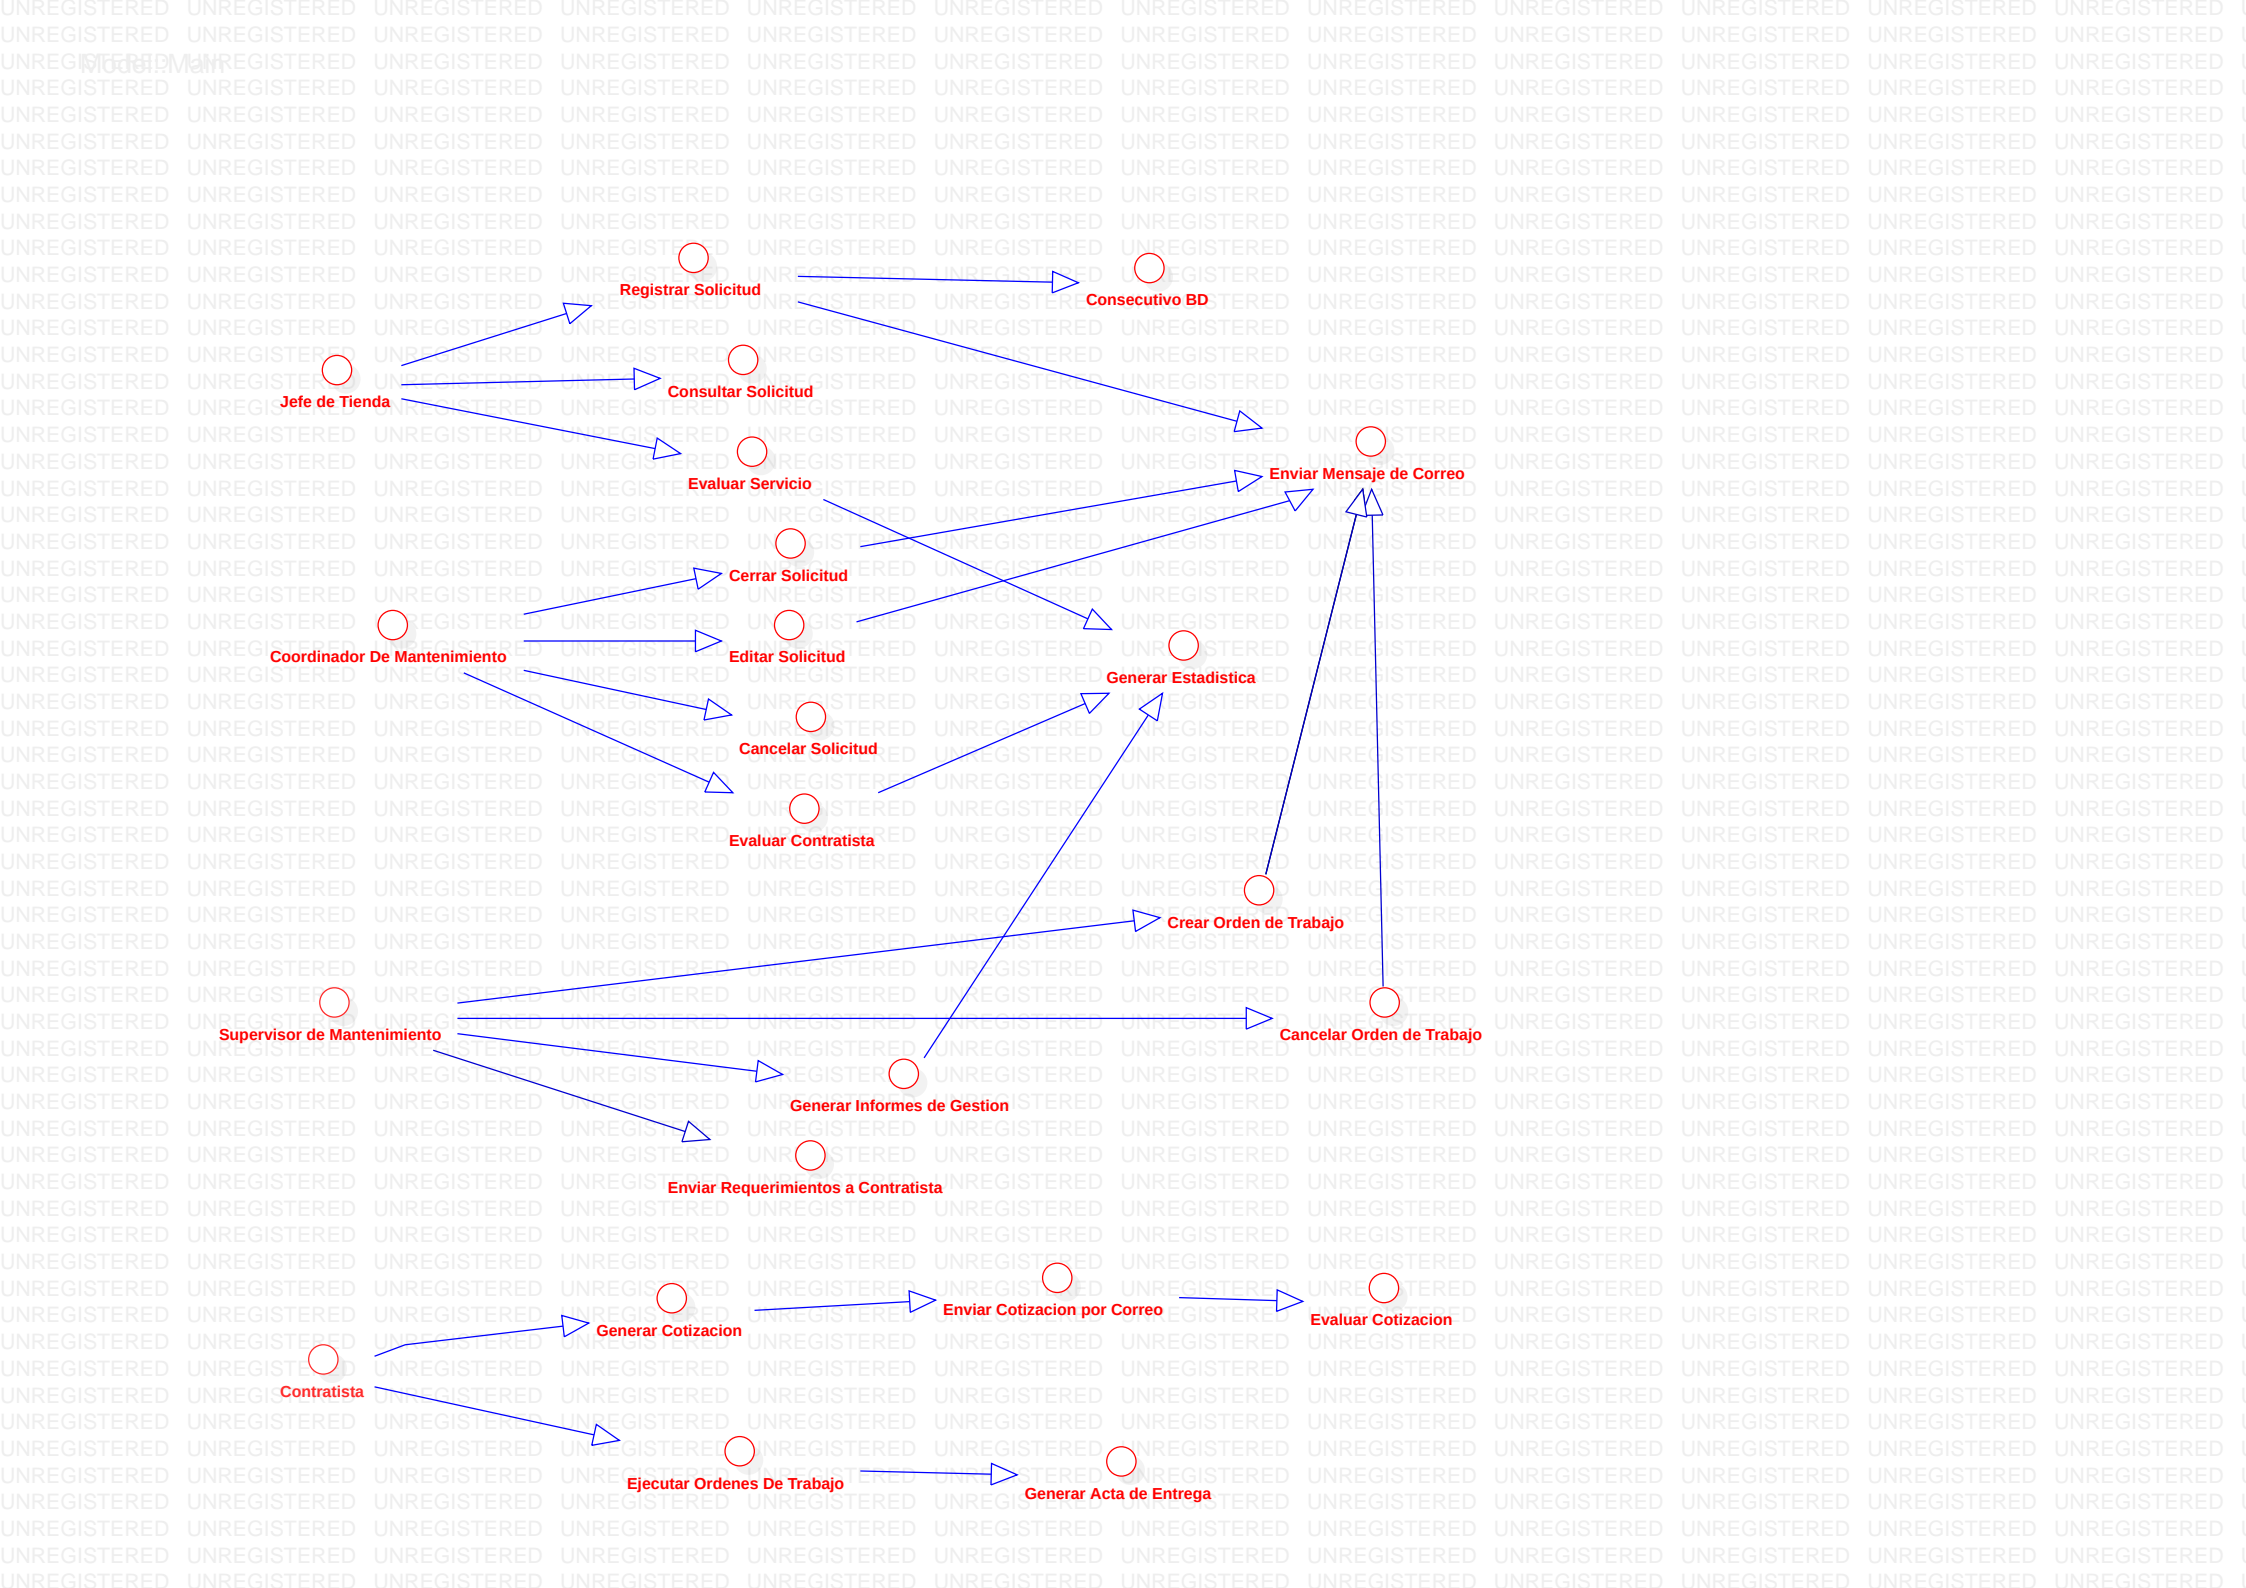 Model::Main
Registrar Solicitud
Consecutivo BD
Jefe de Tienda
Consultar Solicitud
Enviar Mensaje de Correo
Evaluar Servicio
Cerrar Solicitud
Coordinador De Mantenimiento
Editar Solicitud
Generar Estadistica
Cancelar Solicitud
Evaluar Contratista
Crear Orden de Trabajo
Supervisor de Mantenimiento
Cancelar Orden de Trabajo
Generar Informes de Gestion
Enviar Requerimientos a Contratista
Enviar Cotizacion por Correo
Evaluar Cotizacion
Generar Cotizacion
Contratista
Ejecutar Ordenes De Trabajo
Generar Acta de Entrega
UNREGISTERED